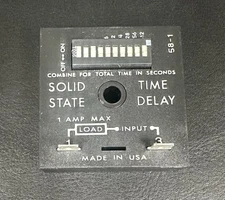 OFF ON
58-1
COMBINE FOR TOTAL TIME IN SECONDS
SOLID TIME
STATE DELAY
1 AMP MAX
LOAD INPUT
1 3
MADE IN USA